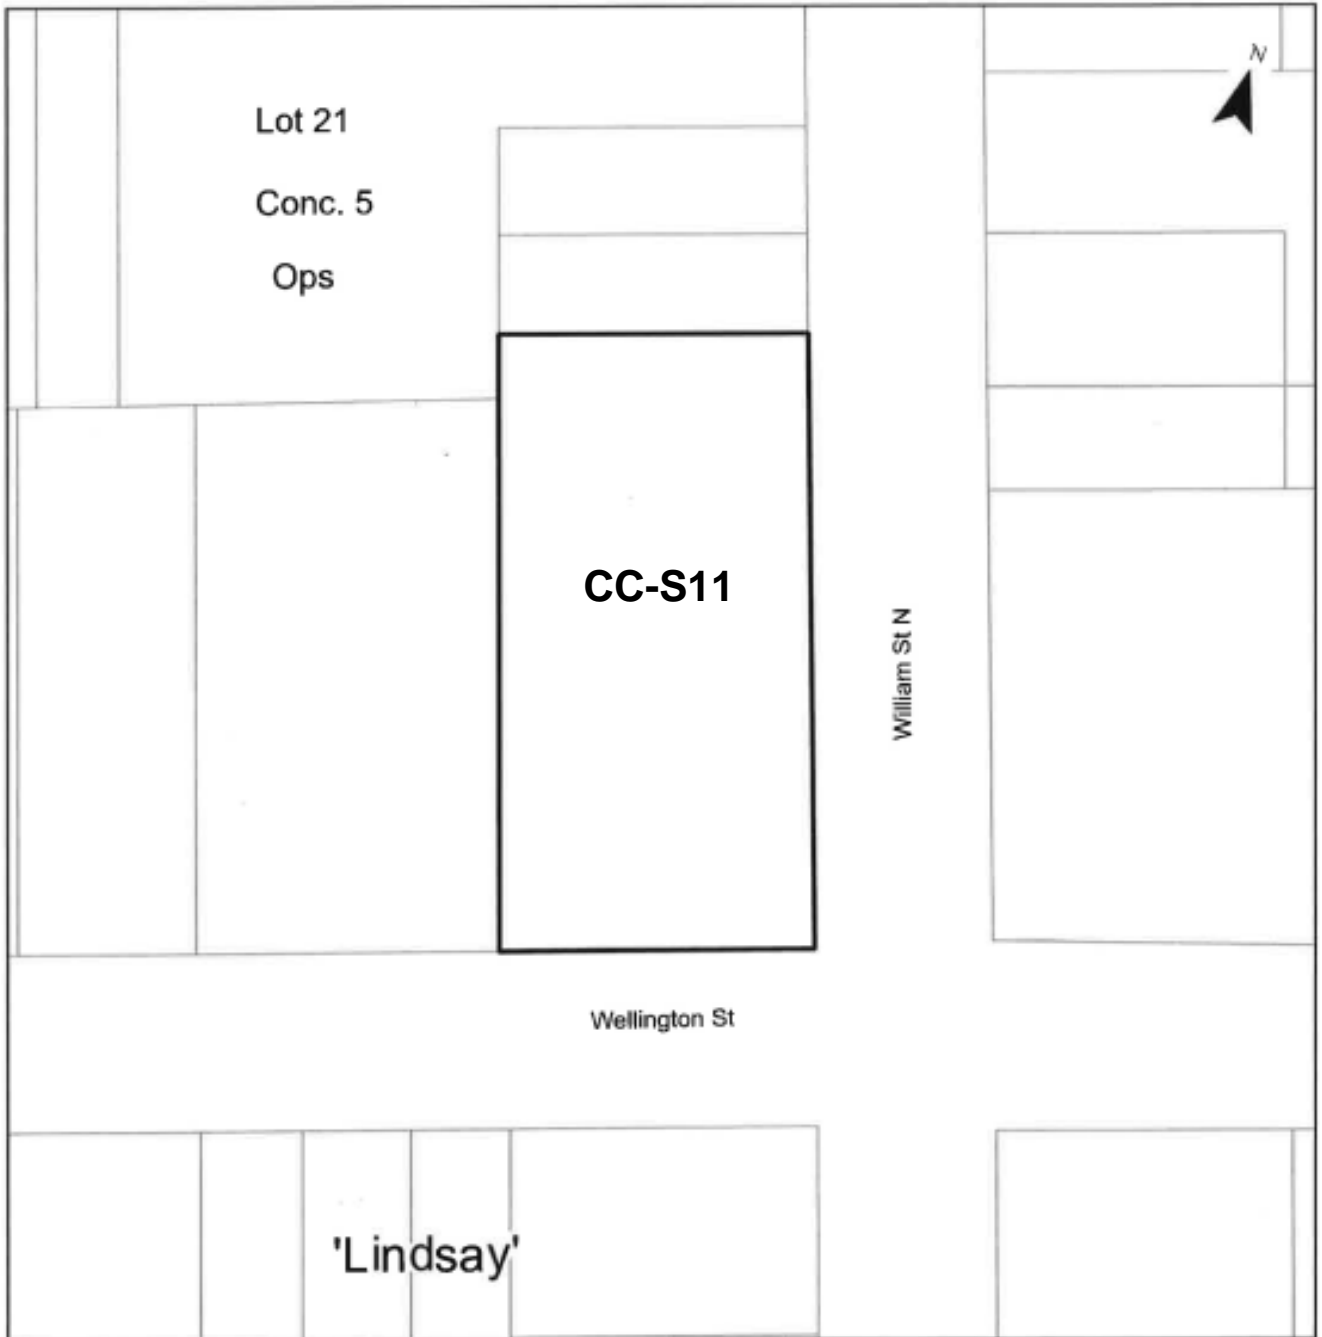 N
Lot 21
Conc. 5
Ops
CC-S11
William St N
Wellington St
'Lindsay'